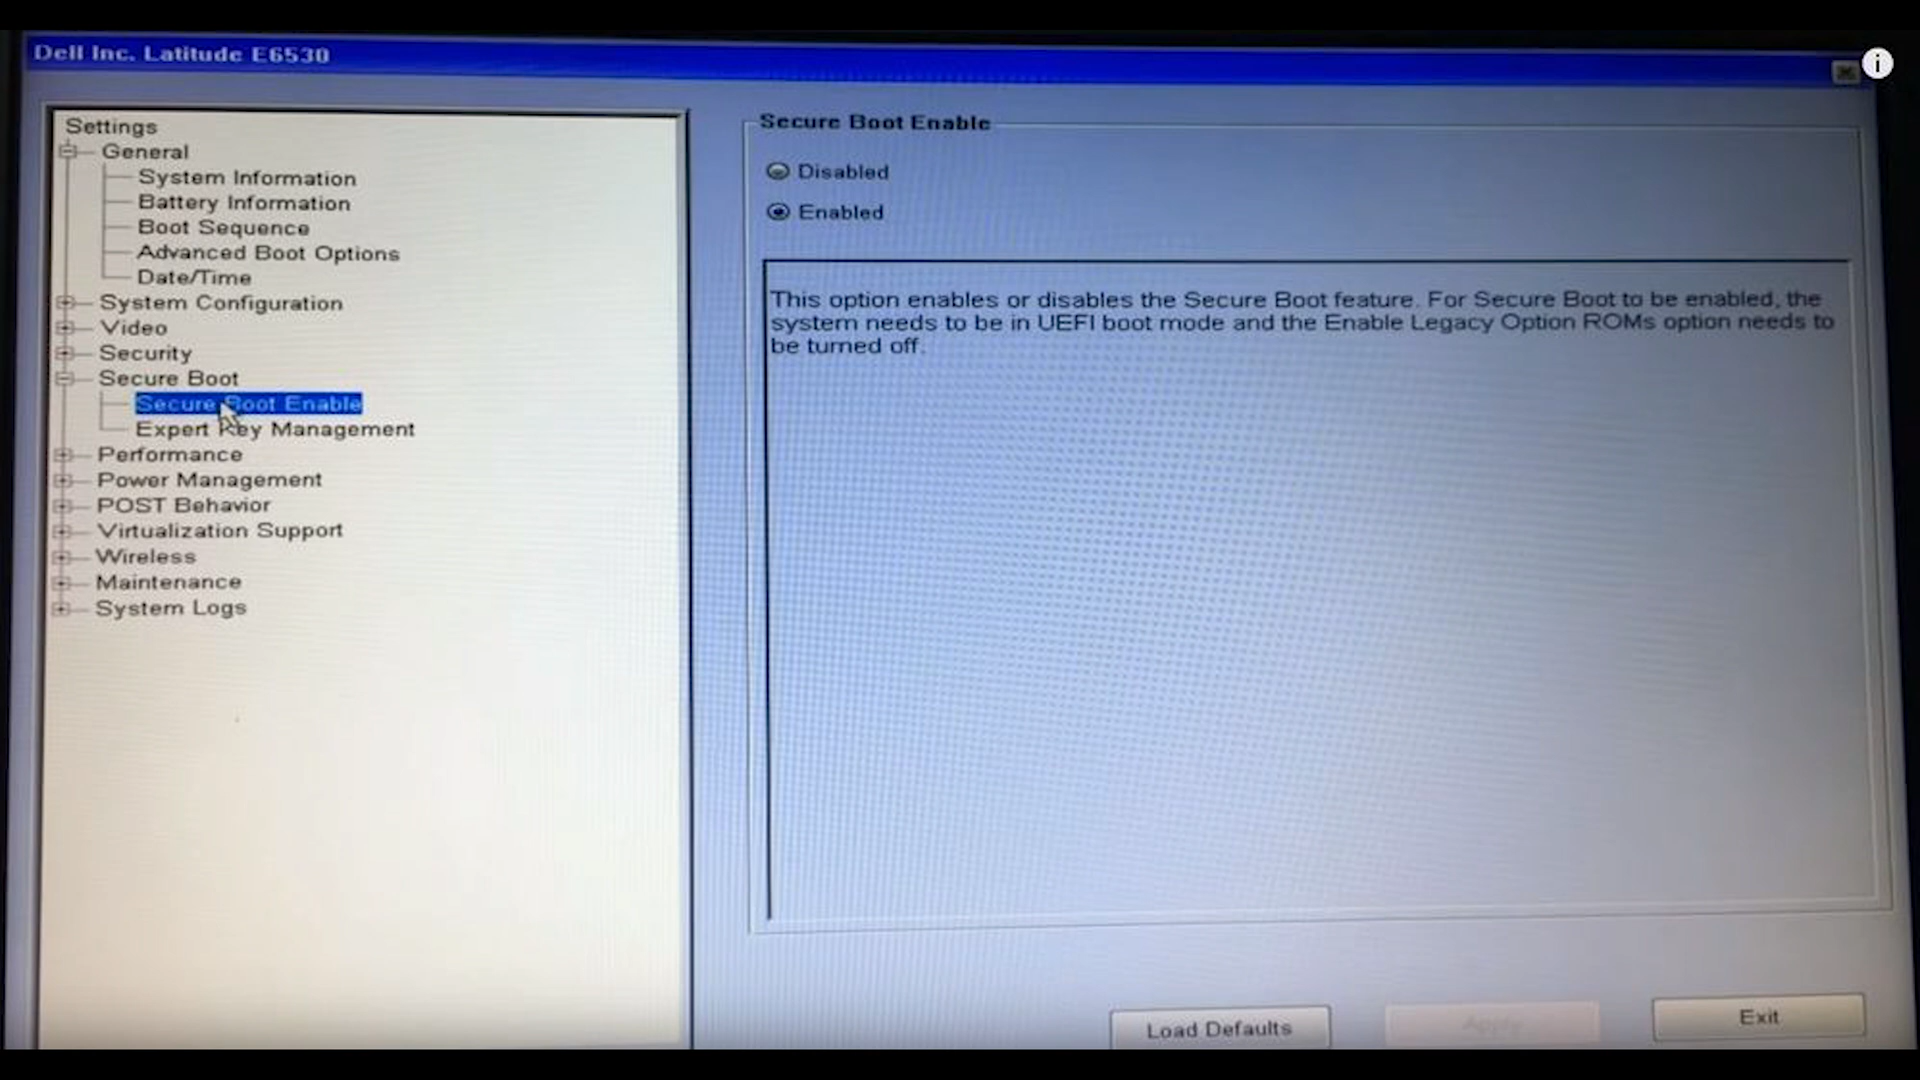 Dell Inc. Latitude E6530
i
Settings
General
System Information
Battery Information
Boot Sequence
Advanced Boot Options
Date/Time
System Configuration
Video
Security
Secure Boot
Secure Boot Enable
Expert Key Management
Performance
Power Management
POST Behavior
Virtualization Support
Wireless
Maintenance
System Logs
Secure Boot Enable
Disabled
Enabled
This option enables or disables the Secure Boot feature. For Secure Boot to be enabled, the
system needs to be in UEFI boot mode and the Enable Legacy Option ROMs option needs to
be turned off.
Load Defaults
Apply
Exit